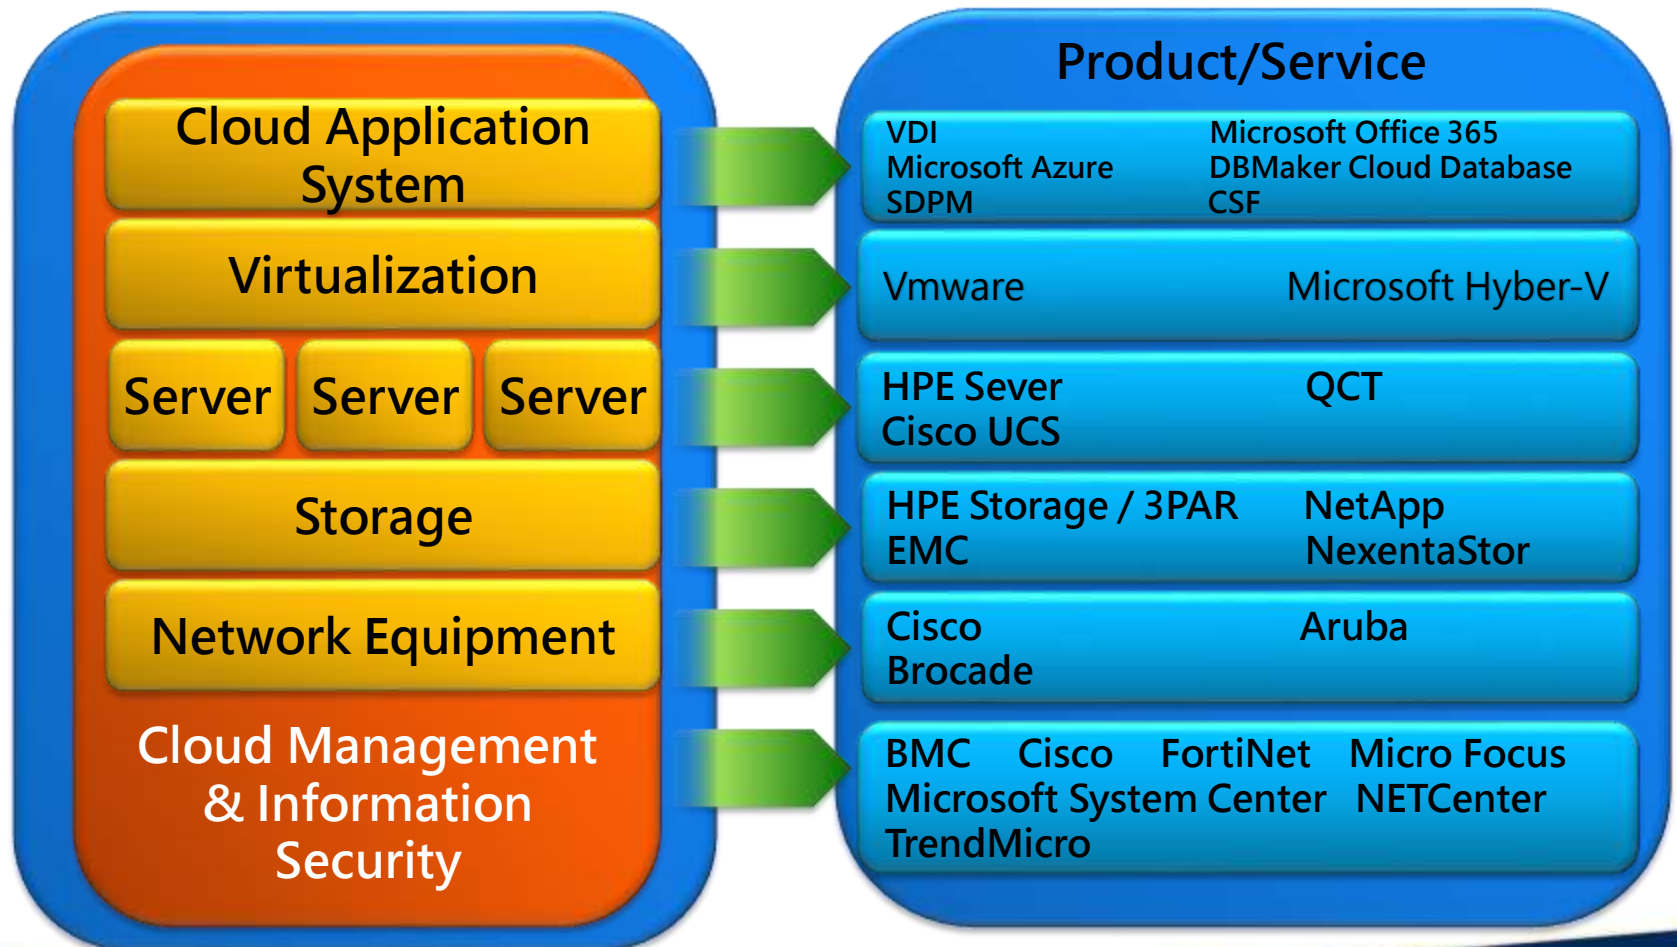 Cloud Application
System
Virtualization
Server Server Server
Storage
Network Equipment
Cloud Management
& Information
Security
Product/Service
VDI Microsoft Office 365
Microsoft Azure DBMaker Cloud Database
SDPM CSF
Vmware Microsoft Hyber-V
HPE Sever QCT
Cisco UCS
HPE Storage / 3PAR NetApp
EMC NexentaStor
Cisco Aruba
Brocade
BMC Cisco FortiNet Micro Focus
Microsoft System Center NETCenter
TrendMicro